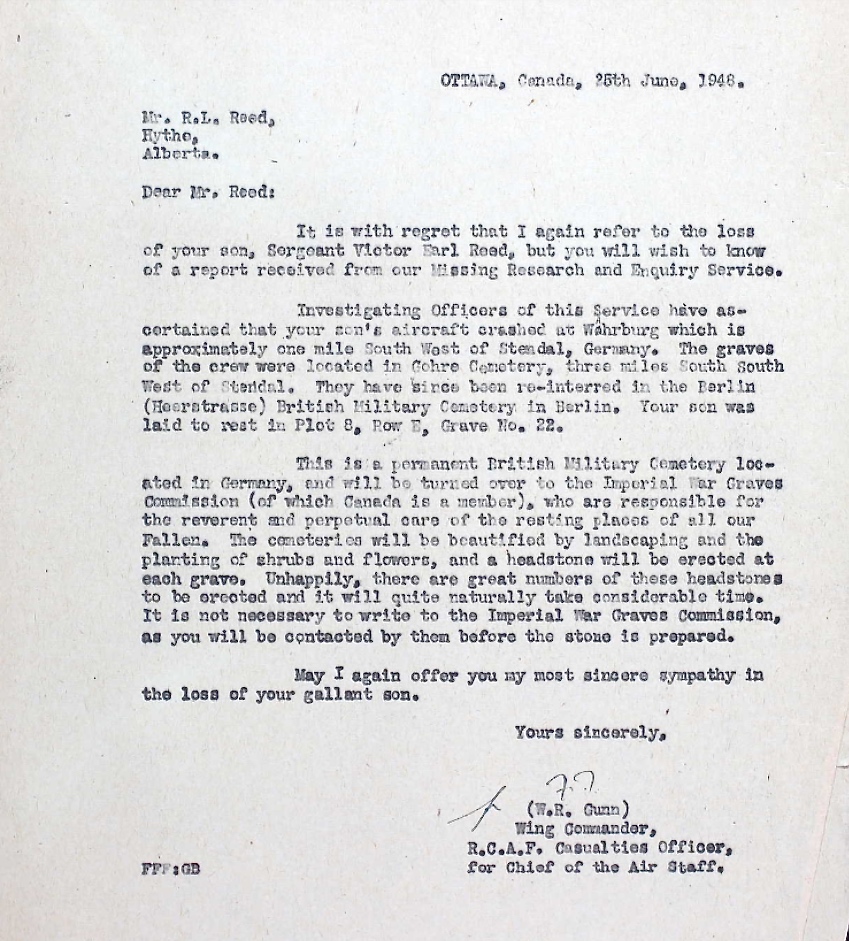 OTTAWA, Canada, 25th June, 1948.
Mr. R.L. Reed,
Hythe,
Alberta.
Dear Mr. Reed:
It is with regret that I again refer to the loss
of your son, Sergeant Victor Earl Reed, but you will wish to know
of a report received from our Missing Research and Enquiry Service.
Investigating Officers of this Service have as-
certained that your son's aircraft crashed at Wahrburg which is
approximately one mile South West of Stendal, Germany. The graves
of the crew were located in Gohre Cemetery, three miles South South
West of Stendal. They have since been re-interred in the Berlin
(Heerstrasse) British Military Cemetery in Berlin. Your son was
laid to rest in Plot 8, Row E, Grave No. 22.
This is a permanent British Military Cemetery loc-
ated in Germany, and will be turned over to the Imperial War Graves
Commission (of which Canada is a member), who are responsible for
the reverent and perpetual care of the resting places of all our
Fallen. The cemeteries will be beautified by landscaping and the
planting of shrubs and flowers, and a headstone will be erected at
each grave. Unhappily, there are great numbers of these headstones
to be erected and it will quite naturally take considerable time.
It is not necessary to write to the Imperial War Graves Commission,
as you will be contacted by them before the stone is prepared.
May I again offer you my most sincere sympathy in
the loss of your gallant son.
Yours sincerely,
(W.R. Gunn)
Wing Commander,
R.C.A.F. Casualties Officer,
FFF:GB for Chief of the Air Staff.